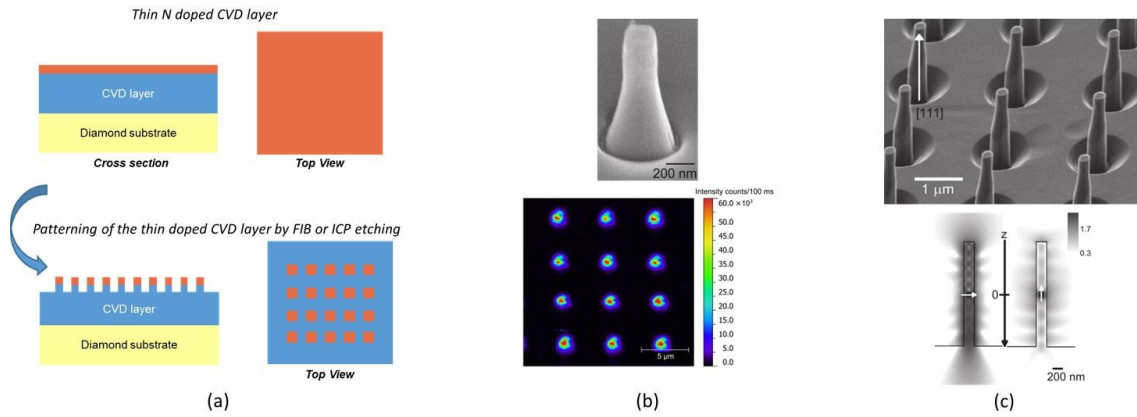 Thin N doped CVD layer
CVD layer
Diamond substrate
Cross section
Top View
Patterning of the thin doped CVD layer by FIB or ICP etching
CVD layer
Diamond substrate
Top View
(a)
200 nm
Intensity counts/100 ms
60.0 × 10³
50.0
45.0
40.0
35.0
30.0
25.0
20.0
15.0
10.0
5.0
0.0
5 µm
(b)
[111]
1 µm
z
1.7
0.3
0
200 nm
(c)